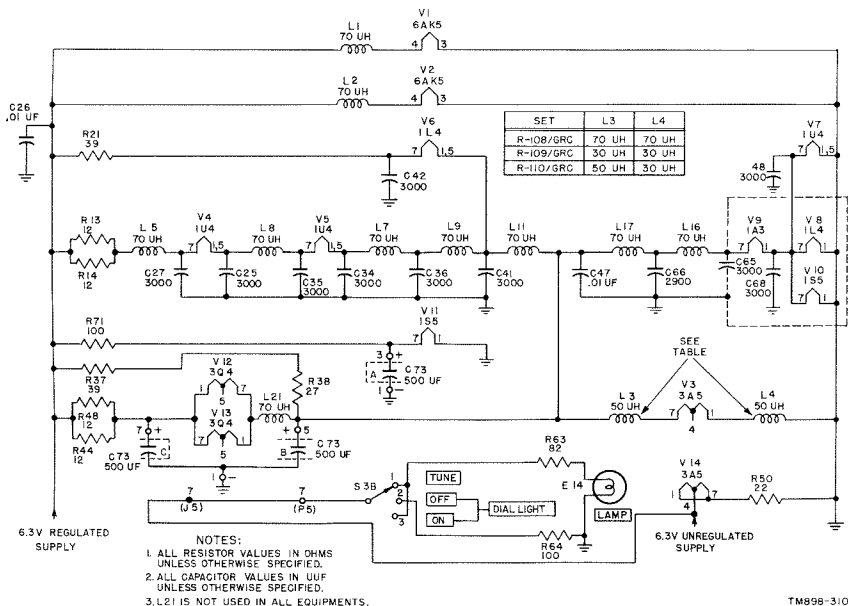 V1
6AK5
L1
70 UH
4 3
V2
6AK5
L2
70 UH
4 3
C26
.01 UF
R21
39
V6
1L4
7 1,5
C42
3000
SET L3 L4
R-108/GRC 70 UH 70 UH
R-109/GRC 30 UH 30 UH
R-110/GRC 50 UH 30 UH
V7
1U4
7 1,5
48
3000
R13
12
R14
12
L5
70 UH
V4
1U4
7 1,5
L8
70 UH
V5
1U4
7 1,5
L7
70 UH
L9
70 UH
L11
70 UH
L17
70 UH
L16
70 UH
V9
1A3
7 1
V8
1L4
7 1
V10
1S5
7 1
C27
3000
C25
3000
C35
3000
C34
3000
C36
3000
C41
3000
C47
.01UF
C66
2900
C65
3000
C68
3000
R71
100
V11
1S5
7 1
3 +
A
C73
500 UF
1 −
R37
39
V12
3Q4
1 7
5
R38
27
V13
3Q4
7 1
5
L21
70 UH
R48
12
R44
12
7 +
C
C73
500 UF
5 +
B
C73
500 UF
1 −
SEE
TABLE
L3
50 UH
V3
3A5
7 1
4
L4
50 UH
R63
82
E14
LAMP
R64
100
S3B
1
2
3
TUNE
OFF
ON
DIAL LIGHT
7
(J5)
7
(P5)
V14
3A5
1 7
4
R50
22
6.3V REGULATED
SUPPLY
6.3V UNREGULATED
SUPPLY
NOTES:
1. ALL RESISTOR VALUES IN OHMS
UNLESS OTHERWISE SPECIFIED.
2. ALL CAPACITOR VALUES IN UUF
UNLESS OTHERWISE SPECIFIED.
3. L21 IS NOT USED IN ALL EQUIPMENTS.
TM898-310